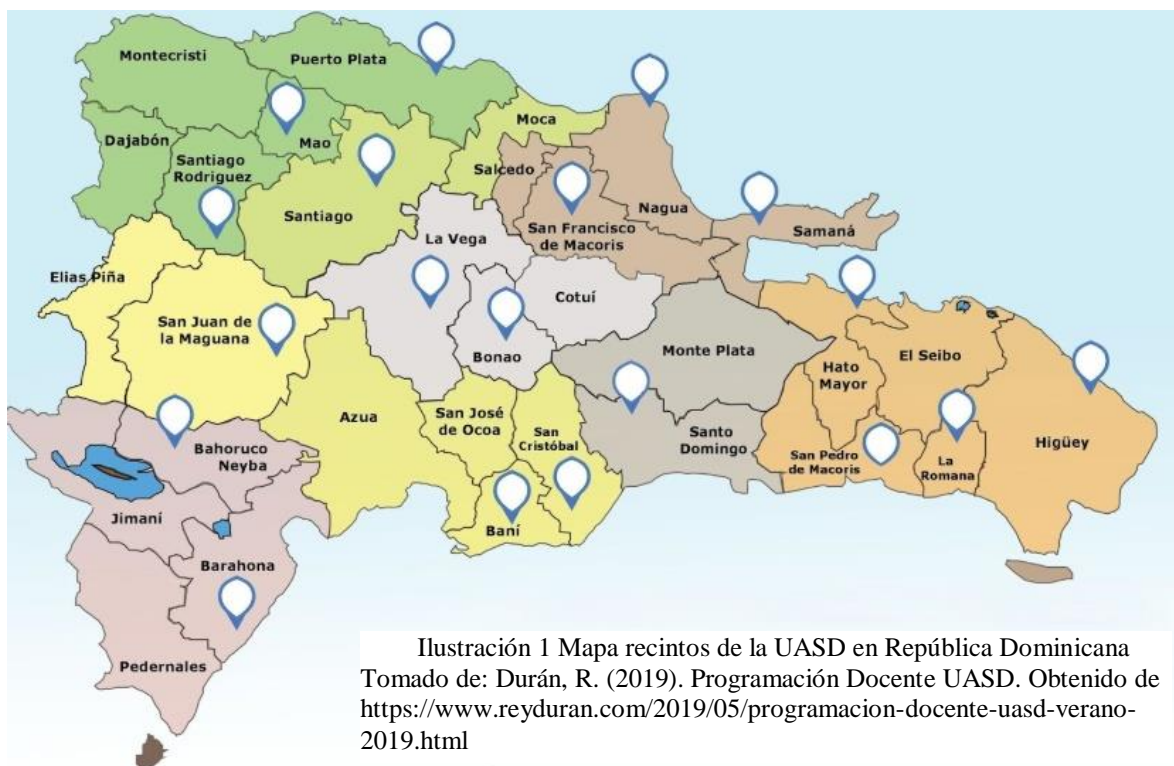 Montecristi
Puerto Plata
Dajabón
Mao
Santiago
Rodriguez
Moca
Salcedo
Santiago
San Francisco
de Macoris
Nagua
Samaná
La Vega
Elias Piña
San Juan de
la Maguana
Cotuí
Bonao
Monte Plata
Hato
Mayor
El Seibo
Azua
San José
de Ocoa
San
Cristóbal
Santo
Domingo
San Pedro
de Macoris
La
Romana
Higüey
Bahoruco
Neyba
Jimaní
Baní
Barahona
Pedernales
Ilustración 1 Mapa recintos de la UASD en República Dominicana
Tomado de: Durán, R. (2019). Programación Docente UASD. Obtenido de
https://www.reyduran.com/2019/05/programacion-docente-uasd-verano-
2019.html